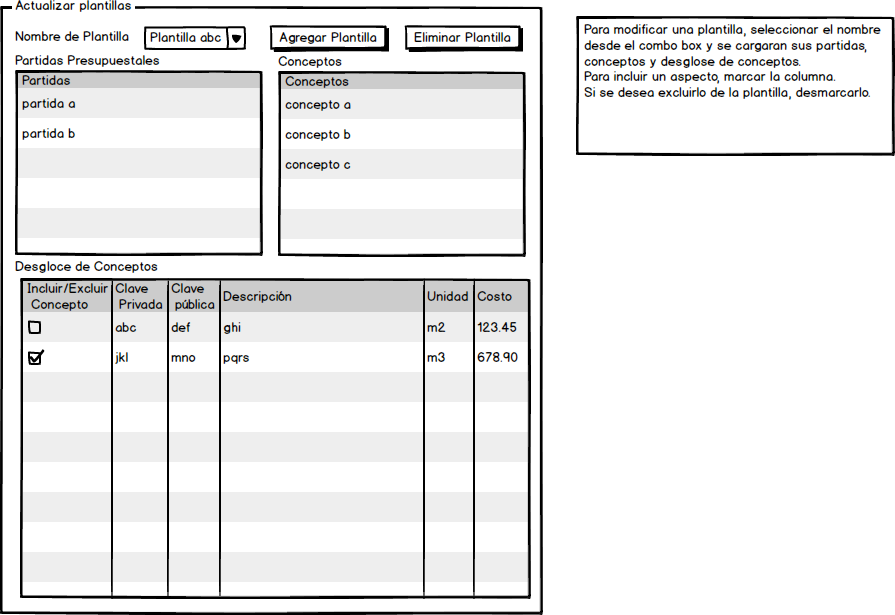 Actualizar plantillas
Nombre de Plantilla
Plantilla abc
Agregar Plantilla
Eliminar Plantilla
Partidas Presupuestales
Conceptos
Partidas
partida a
partida b
Conceptos
concepto a
concepto b
concepto c
Desgloce de Conceptos
Incluir/Excluir Concepto Clave Privada Clave pública Descripción Unidad Costo
abc def ghi m2 123.45
jkl mno pqrs m3 678.90
Para modificar una plantilla, seleccionar el nombre
desde el combo box y se cargaran sus partidas,
conceptos y desglose de conceptos.
Para incluir un aspecto, marcar la columna.
Si se desea excluirlo de la plantilla, desmarcarlo.